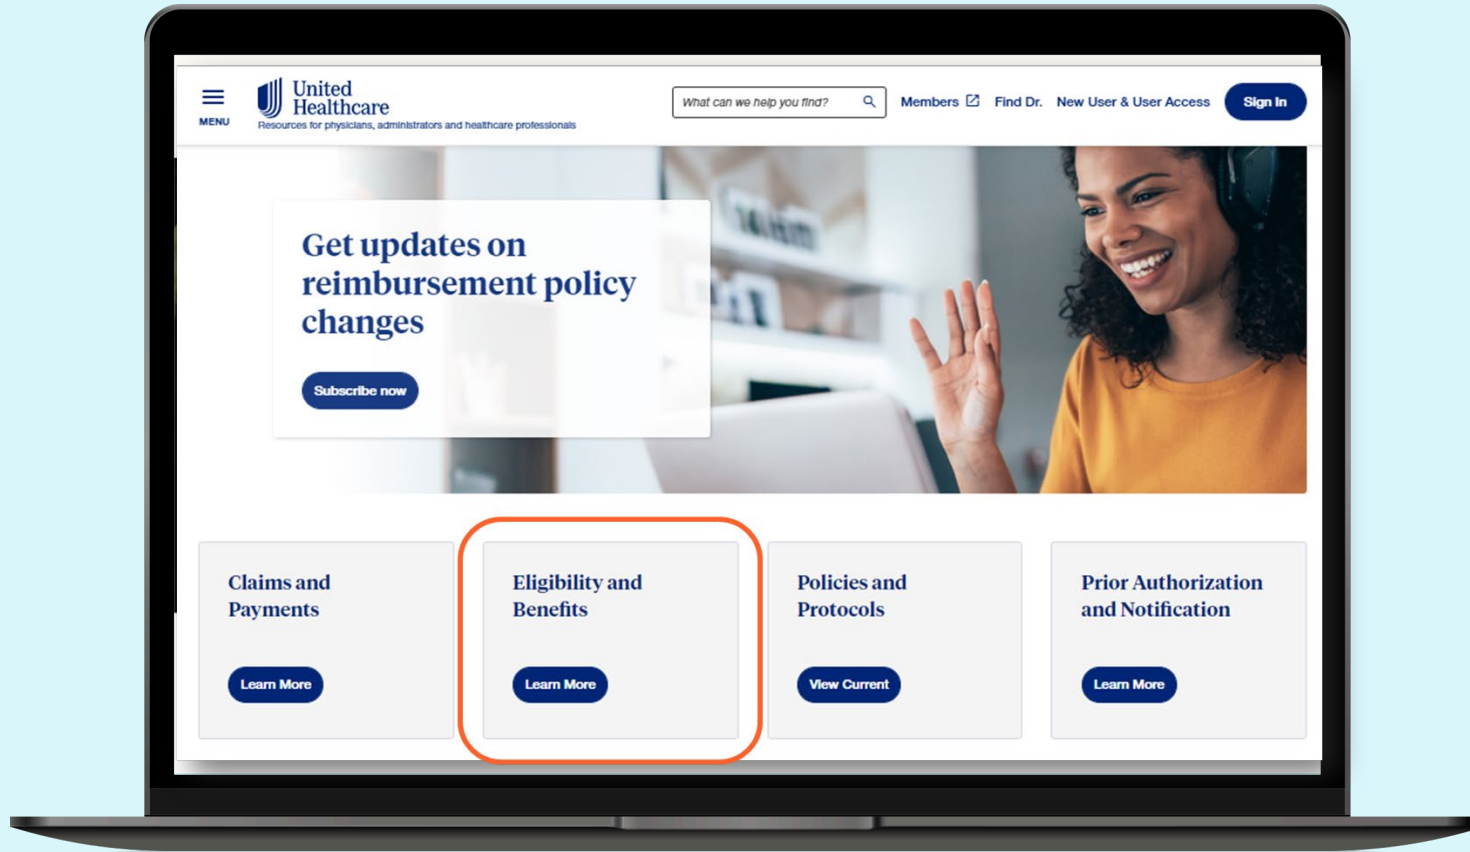 MENU
United
Healthcare
Resources for physicians, administrators and healthcare professionals
What can we help you find?
Members
Find Dr.
New User & User Access
Sign In
Get updates on
reimbursement policy
changes
Subscribe now
Claims and
Payments
Learn More
Eligibility and
Benefits
Learn More
Policies and
Protocols
View Current
Prior Authorization
and Notification
Learn More